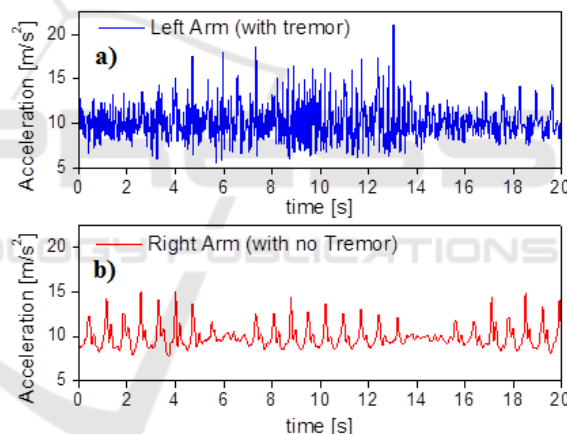 Left Arm (with tremor)
a)
Acceleration [m/s²]
20
15
10
5
0 2 4 6 8 10 12 14 16 18 20
time [s]
Right Arm (with no Tremor)
b)
Acceleration [m/s²]
20
15
10
5
0 2 4 6 8 10 12 14 16 18 20
time [s]
OLOGY PUBLICATIONS